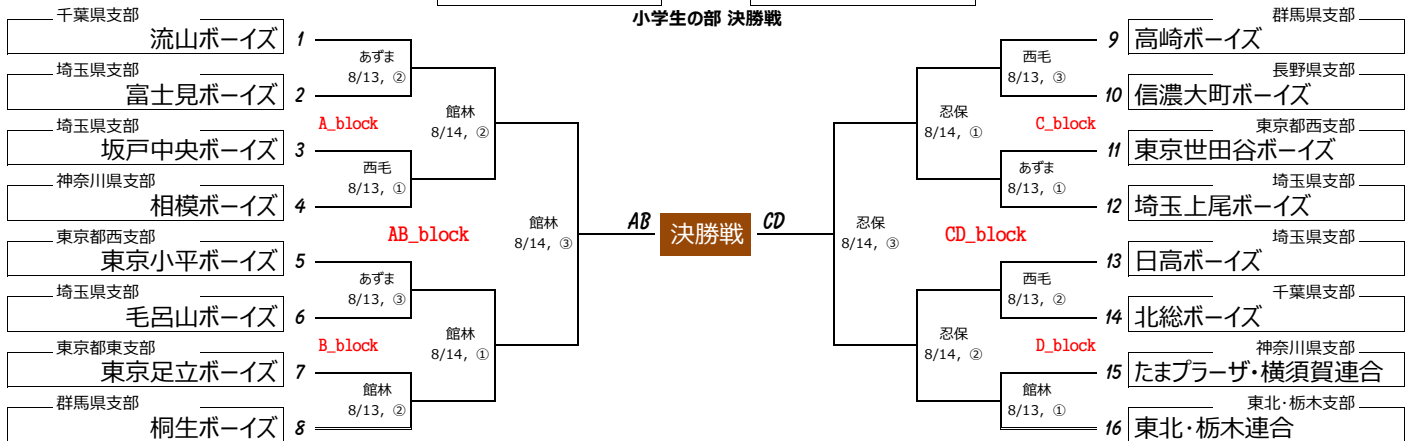 小学生の部 決勝戦
千葉県支部
流山ボーイズ 1
あずま
8/13, ②
埼玉県支部
富士見ボーイズ 2
A_block
館林
8/14, ②
埼玉県支部
坂戸中央ボーイズ 3
西毛
8/13, ①
神奈川県支部
相模ボーイズ 4
AB_block
館林
8/14, ③
東京都西支部
東京小平ボーイズ 5
あずま
8/13, ③
埼玉県支部
毛呂山ボーイズ 6
B_block
館林
8/14, ①
東京都東支部
東京足立ボーイズ 7
館林
8/13, ②
群馬県支部
桐生ボーイズ 8
AB 決勝戦 CD
群馬県支部
9 高崎ボーイズ
西毛
8/13, ③
長野県支部
10 信濃大町ボーイズ
忍保
8/14, ①
C_block
東京都西支部
11 東京世田谷ボーイズ
あずま
8/13, ①
埼玉県支部
12 埼玉上尾ボーイズ
忍保
8/14, ③
CD_block
埼玉県支部
13 日高ボーイズ
西毛
8/13, ②
千葉県支部
14 北総ボーイズ
忍保
8/14, ②
D_block
神奈川県支部
15 たまプラーザ・横須賀連合
館林
8/13, ①
東北・栃木支部
16 東北・栃木連合